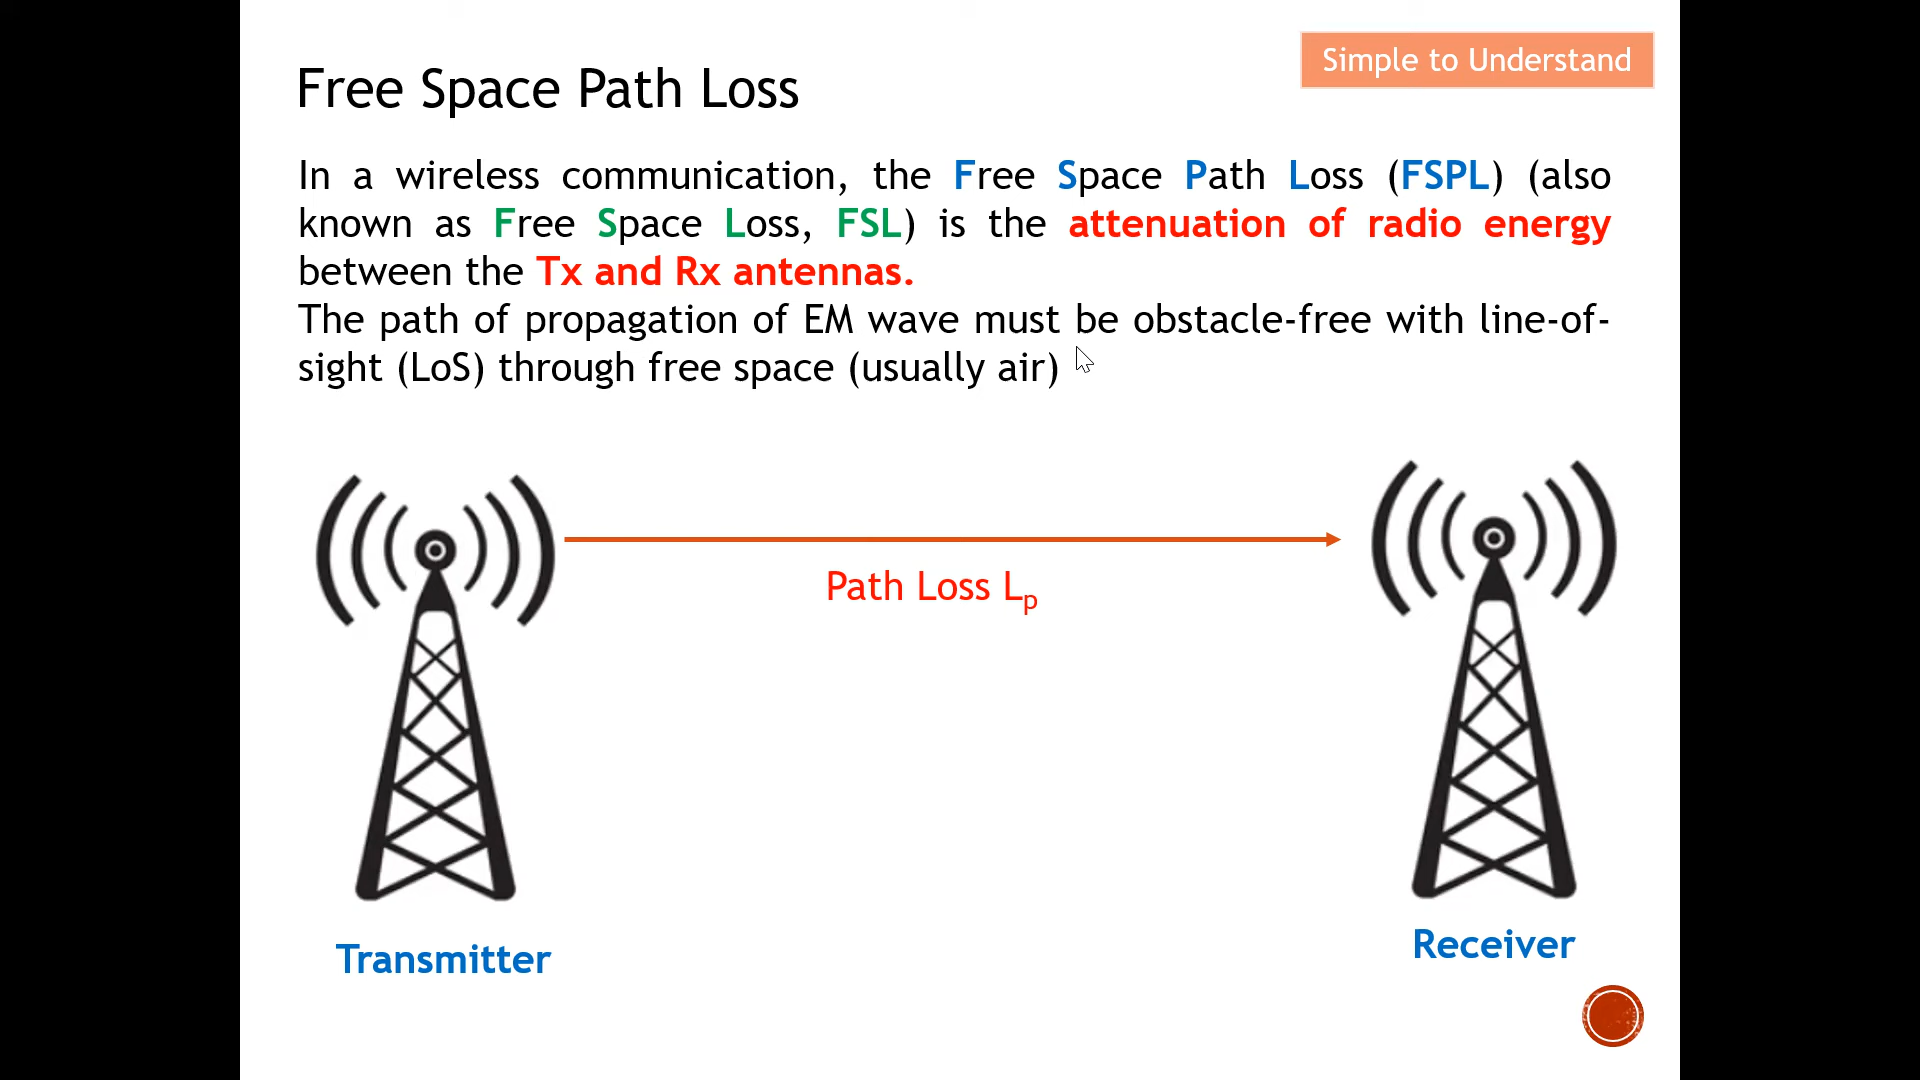 Simple to Understand
Free Space Path Loss
In a wireless communication, the Free Space Path Loss (FSPL) (also
known as Free Space Loss, FSL) is the attenuation of radio energy
between the Tx and Rx antennas.
The path of propagation of EM wave must be obstacle-free with line-of-
sight (LoS) through free space (usually air)
Path Loss Lp
Transmitter
Receiver